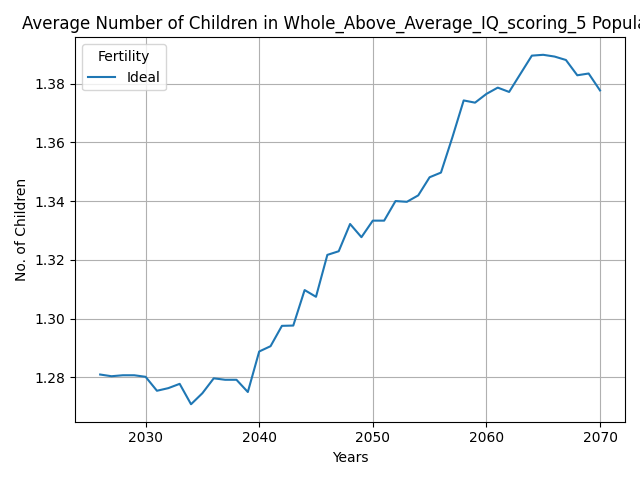 Average Number of Children in Whole_Above_Average_IQ_scoring_5 Popula
Fertility
Ideal
1.38
1.36
1.34
1.32
1.30
1.28
No. of Children
2030 2040 2050 2060 2070
Years